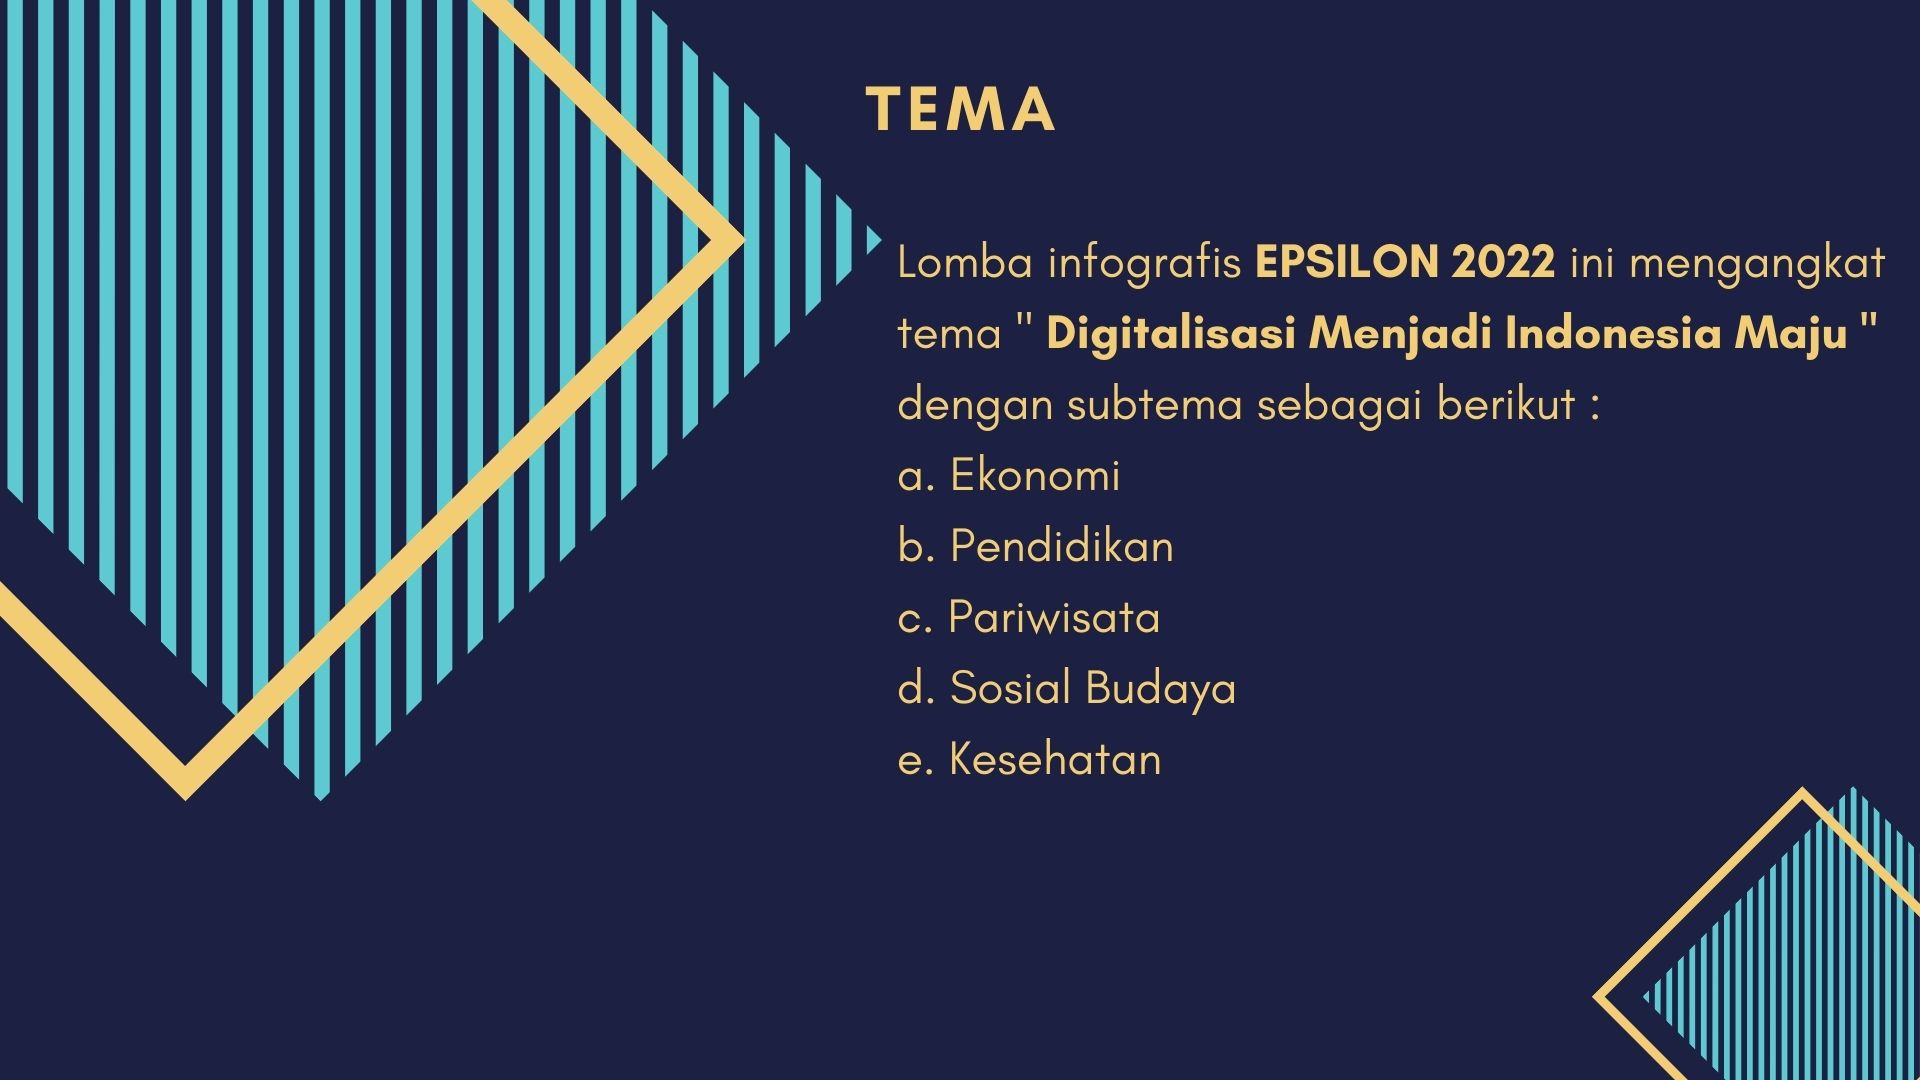 TEMA
Lomba infografis EPSILON 2022 ini mengangkat
tema " Digitalisasi Menjadi Indonesia Maju "
dengan subtema sebagai berikut :
a. Ekonomi
b. Pendidikan
c. Pariwisata
d. Sosial Budaya
e. Kesehatan